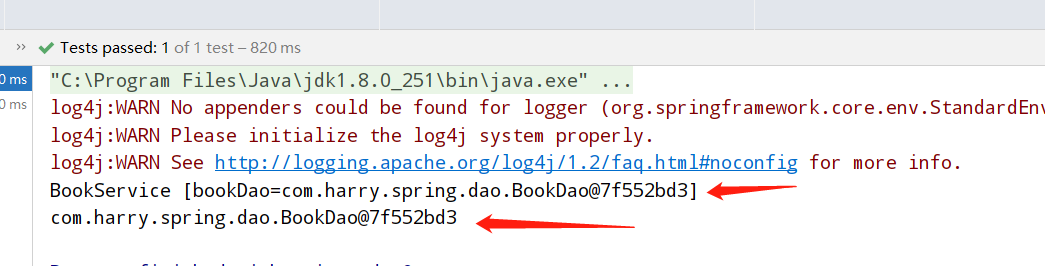 ›› ✔ Tests passed: 1 of 1 test – 820 ms
0 ms
"C:\Program Files\Java\jdk1.8.0_251\bin\java.exe" ...
0 ms
log4j:WARN No appenders could be found for logger (org.springframework.core.env.StandardEnv
log4j:WARN Please initialize the log4j system properly.
log4j:WARN See http://logging.apache.org/log4j/1.2/faq.html#noconfig for more info.
BookService [bookDao=com.harry.spring.dao.BookDao@7f552bd3]
com.harry.spring.dao.BookDao@7f552bd3